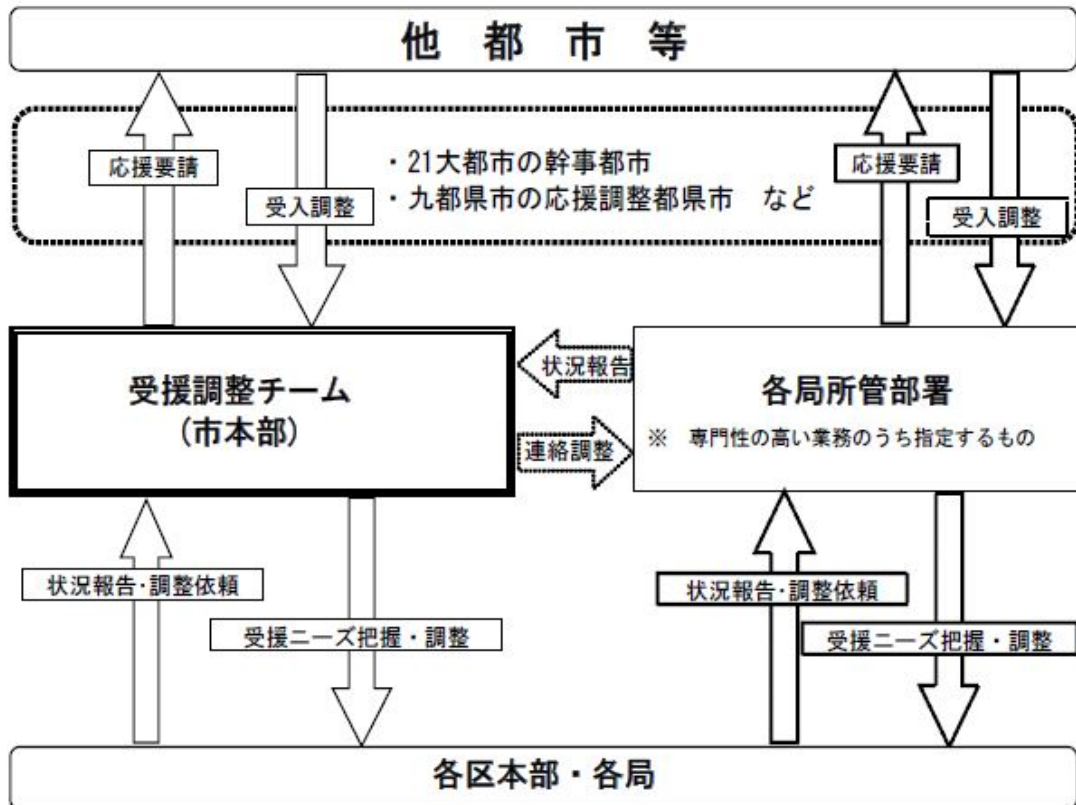 他都市等
応援要請
受入調整
・21大都市の幹事都市
・九都県市の応援調整都県市　など
応援要請
受入調整
受援調整チーム
(市本部)
状況報告
連絡調整
各局所管部署
※　専門性の高い業務のうち指定するもの
状況報告・調整依頼
受援ニーズ把握・調整
状況報告・調整依頼
受援ニーズ把握・調整
各区本部・各局